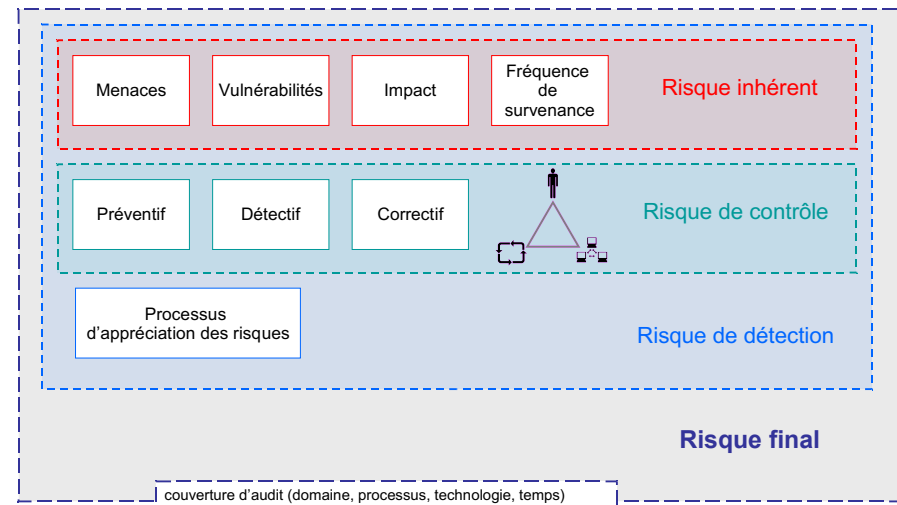 Menaces
Vulnérabilités
Impact
Fréquence
de
survenance
Risque inhérent
Préventif
Détectif
Correctif
Risque de contrôle
Processus
d’appréciation des risques
Risque de détection
Risque final
couverture d’audit (domaine, processus, technologie, temps)